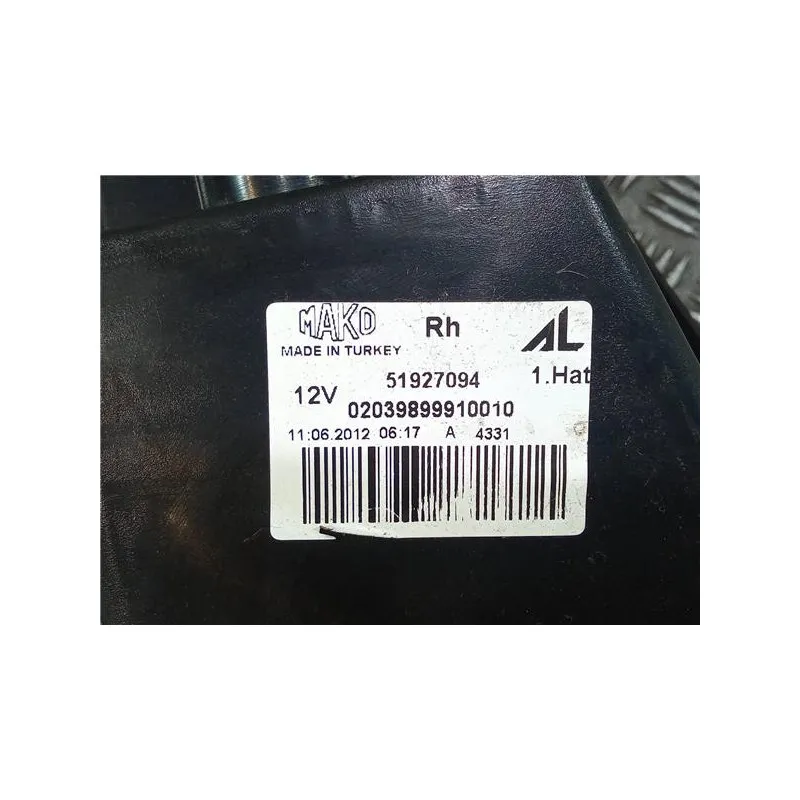 MAKO Rh AL
MADE IN TURKEY
51927094 1.Hat
12V
02039899910010
11:06.2012 06:17 A 4331